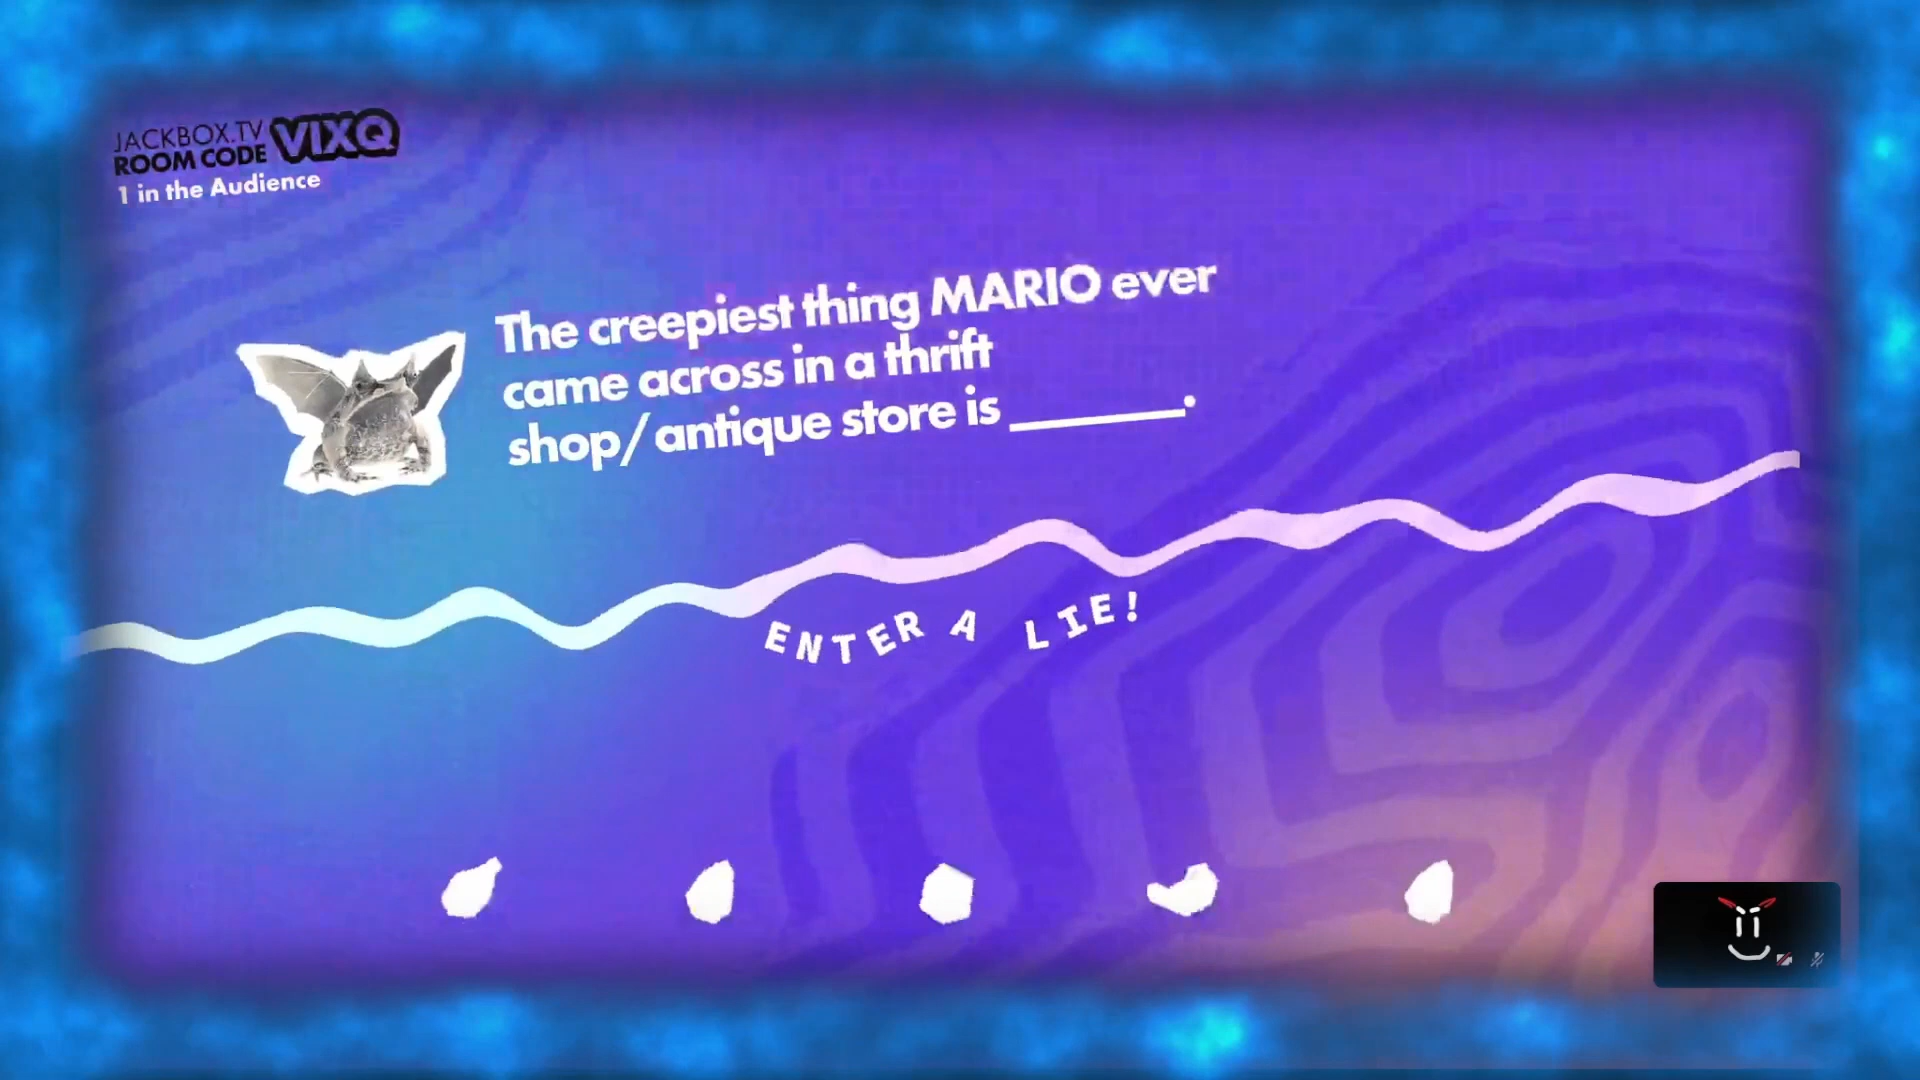 JACKBOX.TV
ROOM CODE VIXQ
1 in the Audience
The creepiest thing MARIO ever
came across in a thrift
shop/antique store is ________.
ENTER A LIE!